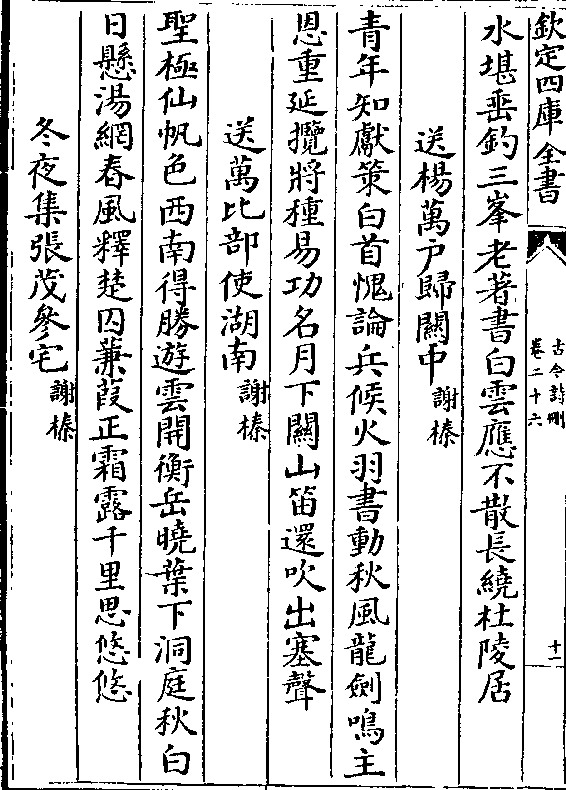 欽定四庫全書
古今詩刪
卷二十六
十一
水堪垂釣三峯老著書白雲應不散長繞杜陵居
送楊萬户歸關中 謝榛
青年知獻策白首愧論兵候火羽書動秋風龍劍鳴主
恩重延攬將種易功名月下關山笛還吹出塞聲
送萬比部使湖南 謝榛
聖極仙帆色西南得勝遊雲開衡岳曉葉下洞庭秋白
日懸湯網春風釋楚囚蒹葭正霜露千里思悠悠
冬夜集張茂參宅 謝榛